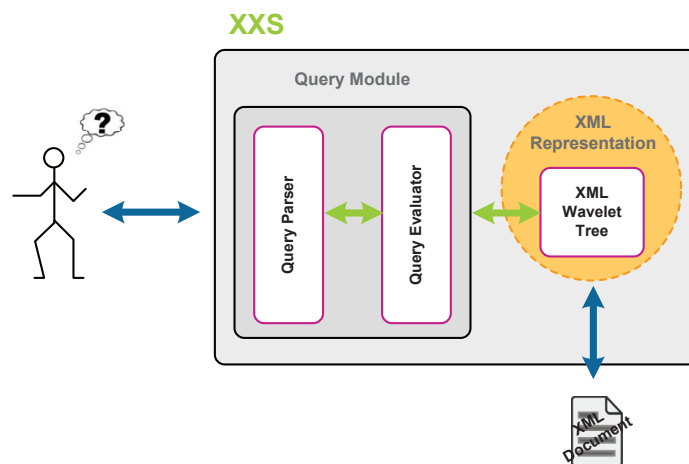 XXS
Query Module
?
XML
Representation
Query Parser
Query Evaluator
XML
Wavelet
Tree
XML
Document